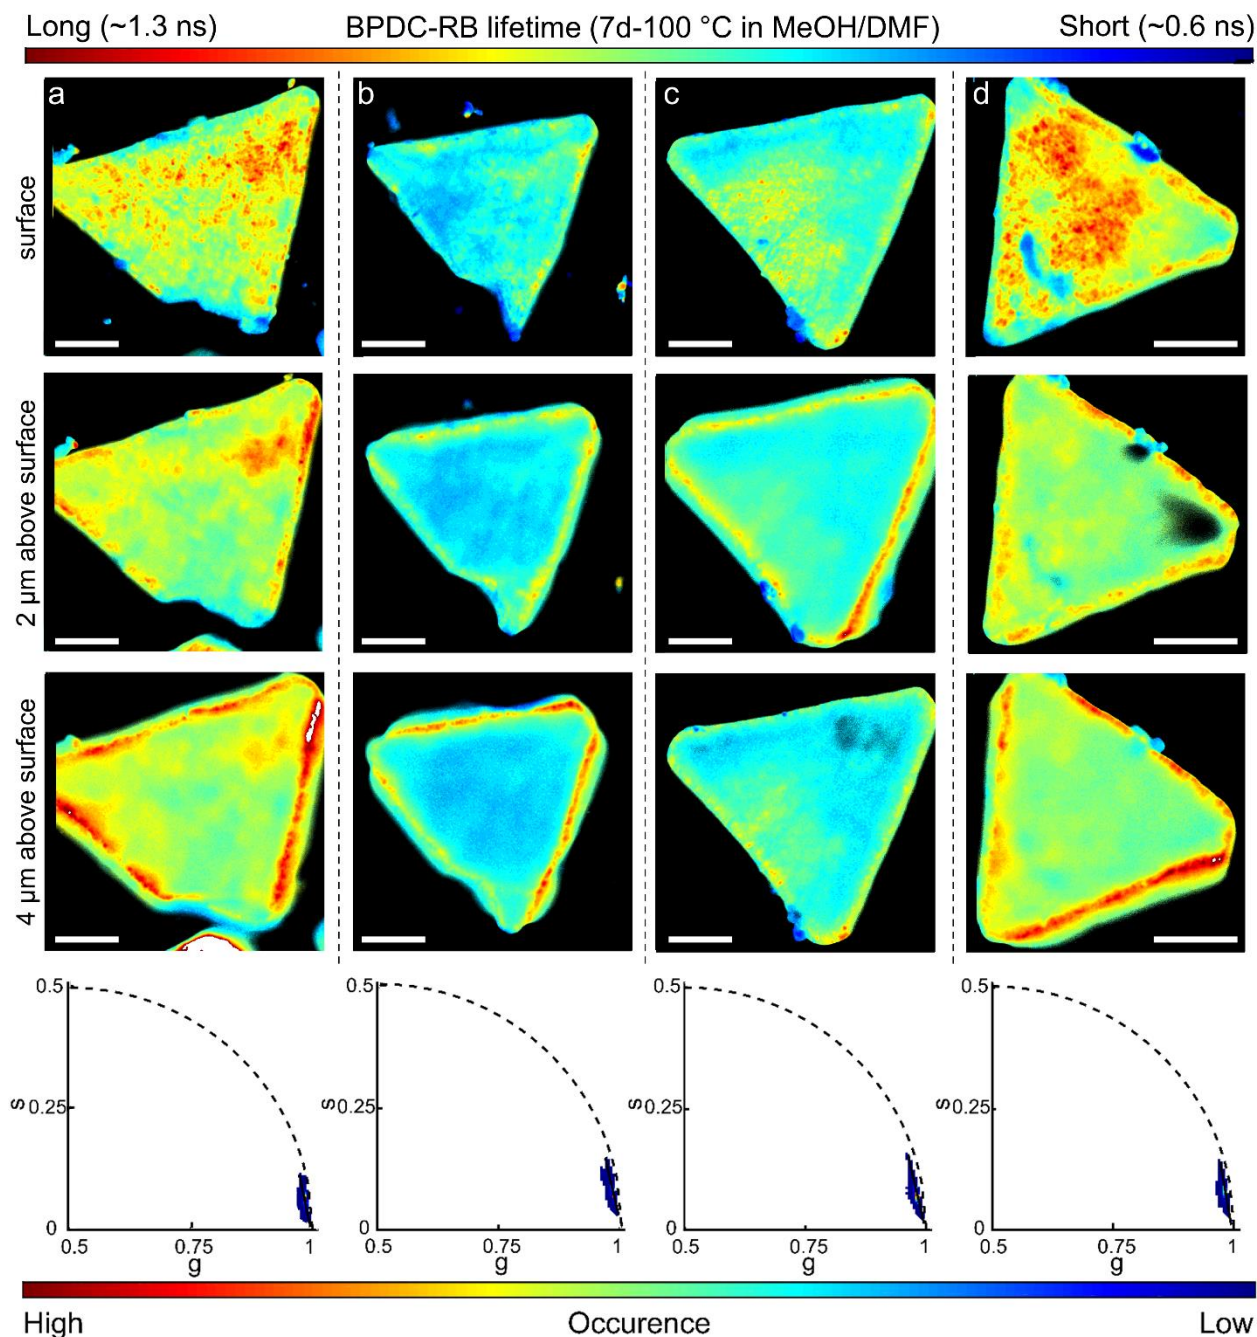 Long (~1.3 ns) BPDC-RB lifetime (7d-100 °C in MeOH/DMF) Short (~0.6 ns)
a b c d
surface
2 µm above surface
4 µm above surface
0.5 0.5 0.5 0.5
s 0.25 s 0.25 s 0.25 s 0.25
0 0 0 0
0.5 0.75 1 0.5 0.75 1 0.5 0.75 1 0.5 0.75 1
g g g g
High Occurence Low